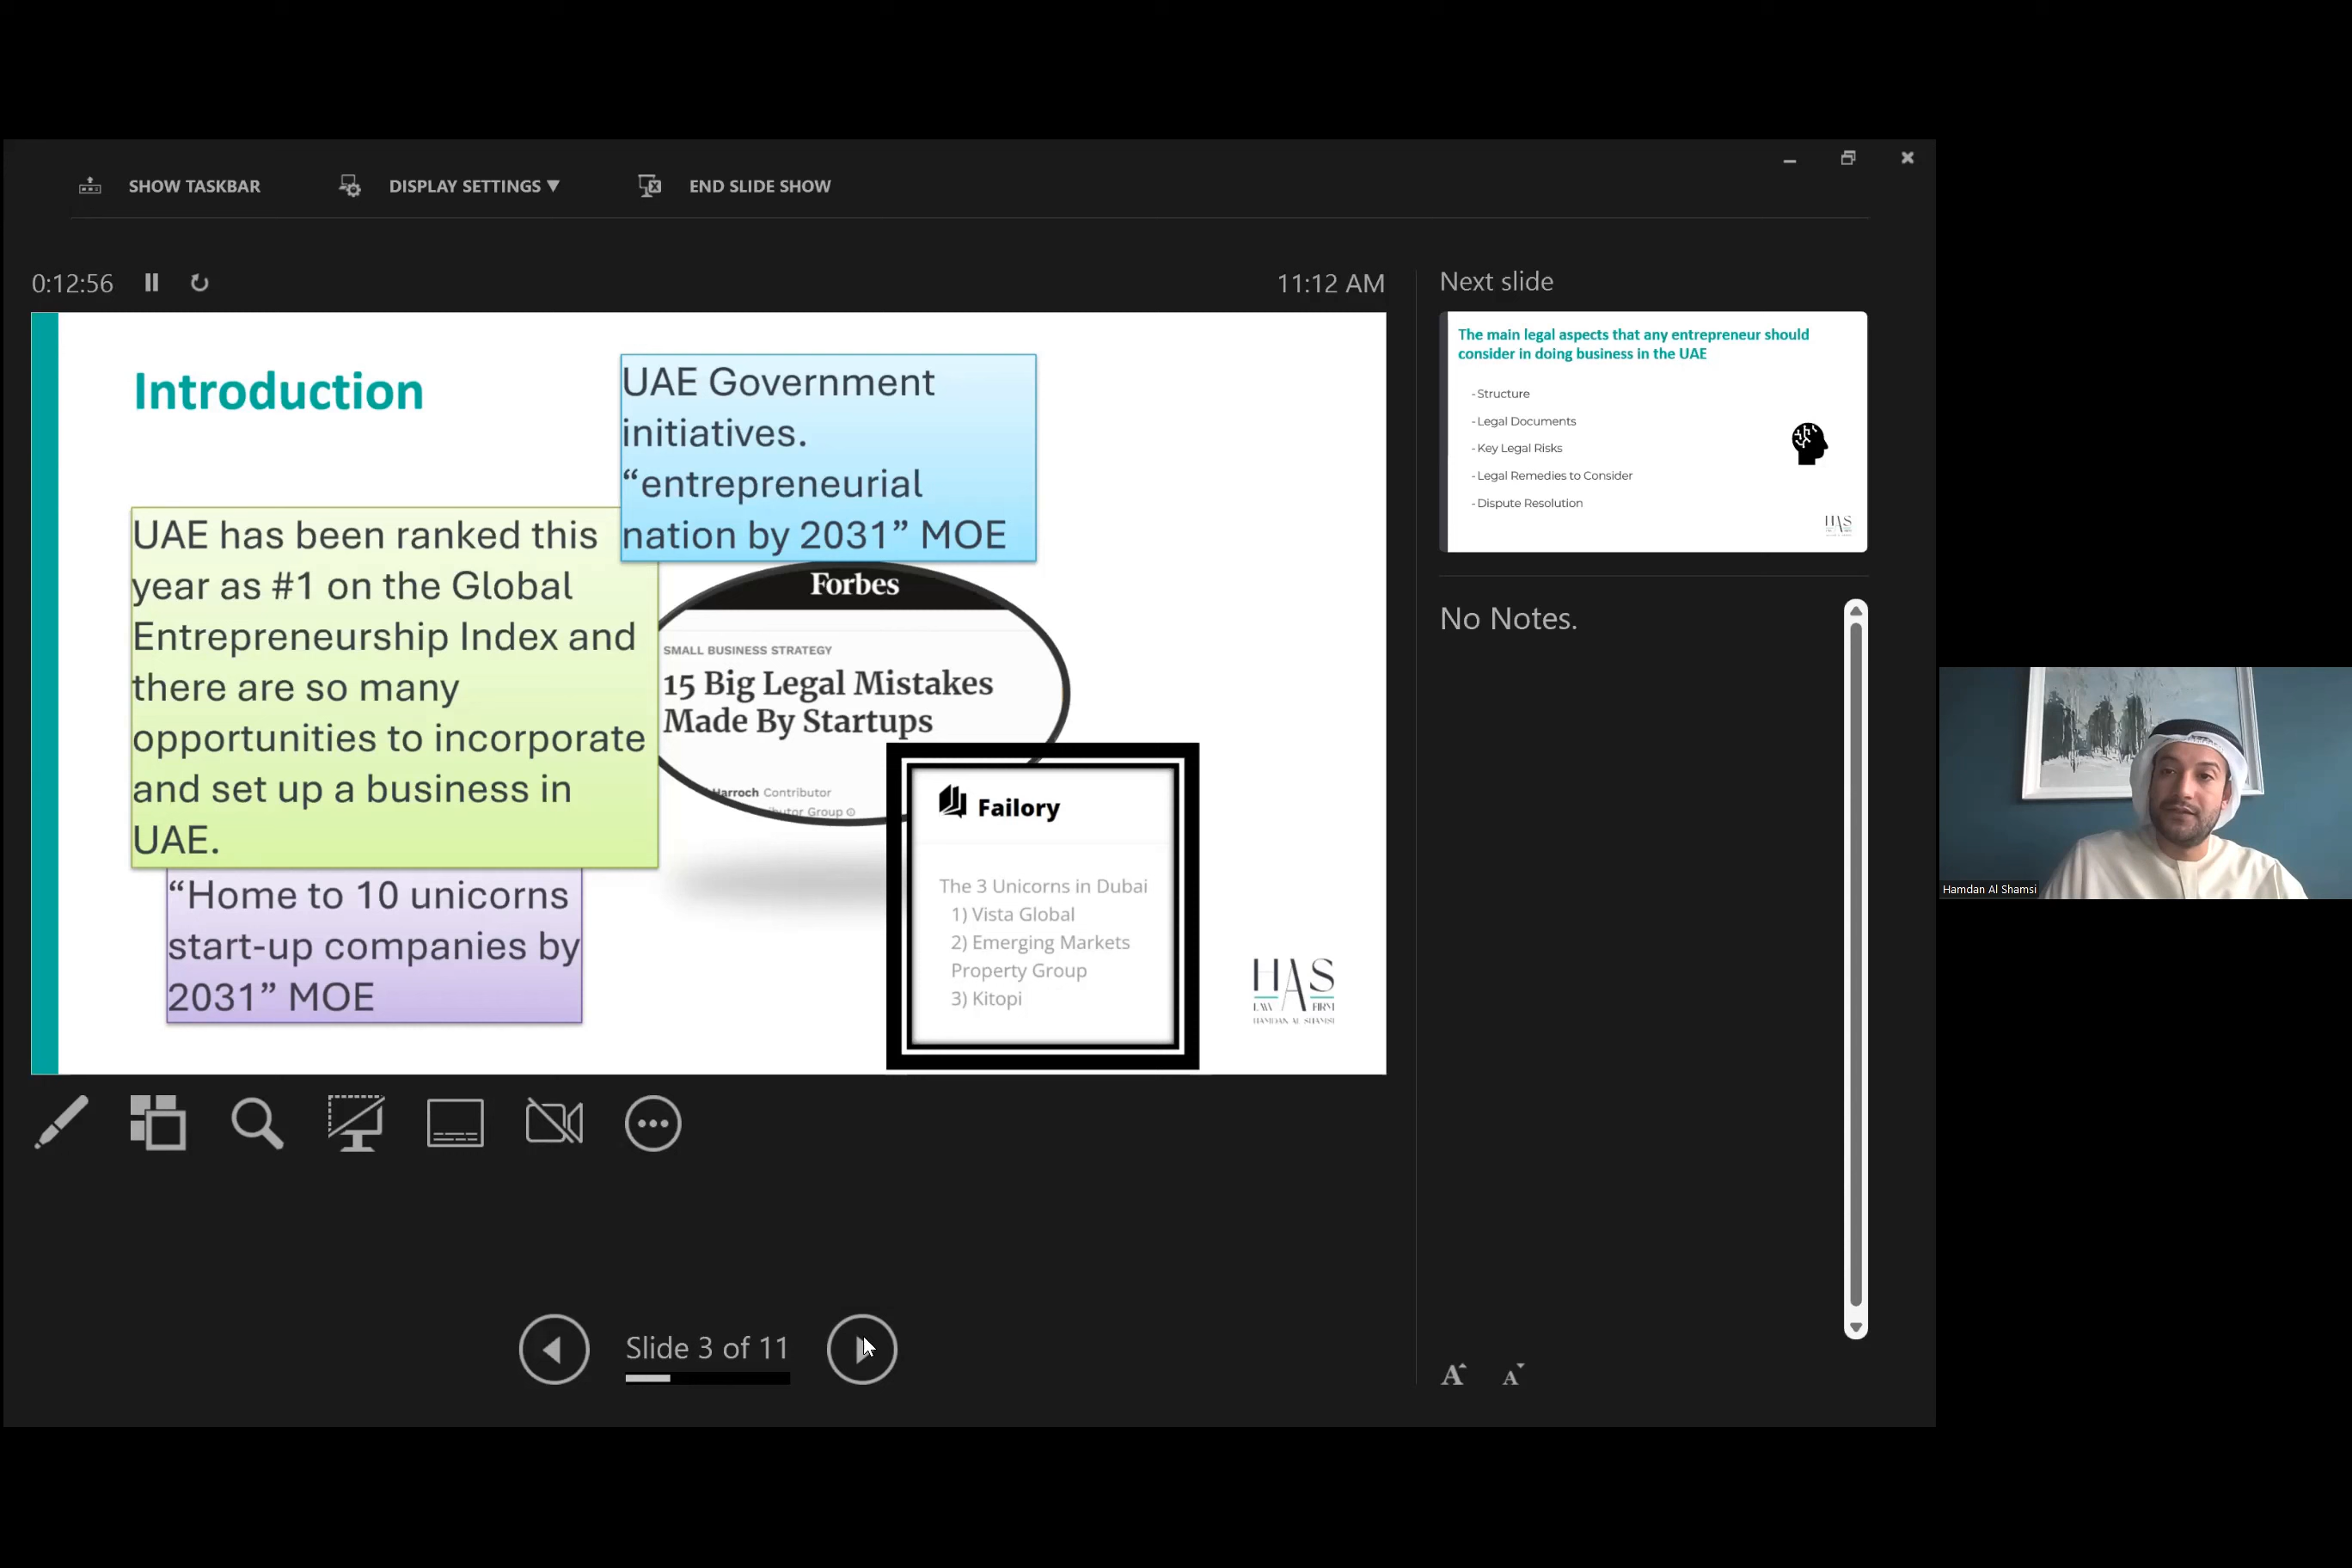 SHOW TASKBAR
DISPLAY SETTINGS ▼
END SLIDE SHOW
0:12:56
11:12 AM
Introduction
UAE Government
initiatives.
“entrepreneurial
nation by 2031” MOE
UAE has been ranked this
year as #1 on the Global
Entrepreneurship Index and
there are so many
opportunities to incorporate
and set up a business in
UAE.
“Home to 10 unicorns
start-up companies by
2031” MOE
Forbes
SMALL BUSINESS STRATEGY
15 Big Legal Mistakes
Made By Startups
Harroch Contributor
Group
Failory
The 3 Unicorns in Dubai
1) Vista Global
2) Emerging Markets
Property Group
3) Kitopi
HAS
LAW FIRM
HAMDAN AL SHAMSI
Slide 3 of 11
Next slide
The main legal aspects that any entrepreneur should
consider in doing business in the UAE
- Structure
- Legal Documents
- Key Legal Risks
- Legal Remedies to Consider
- Dispute Resolution
HAS
No Notes.
A A
Hamdan Al Shamsi